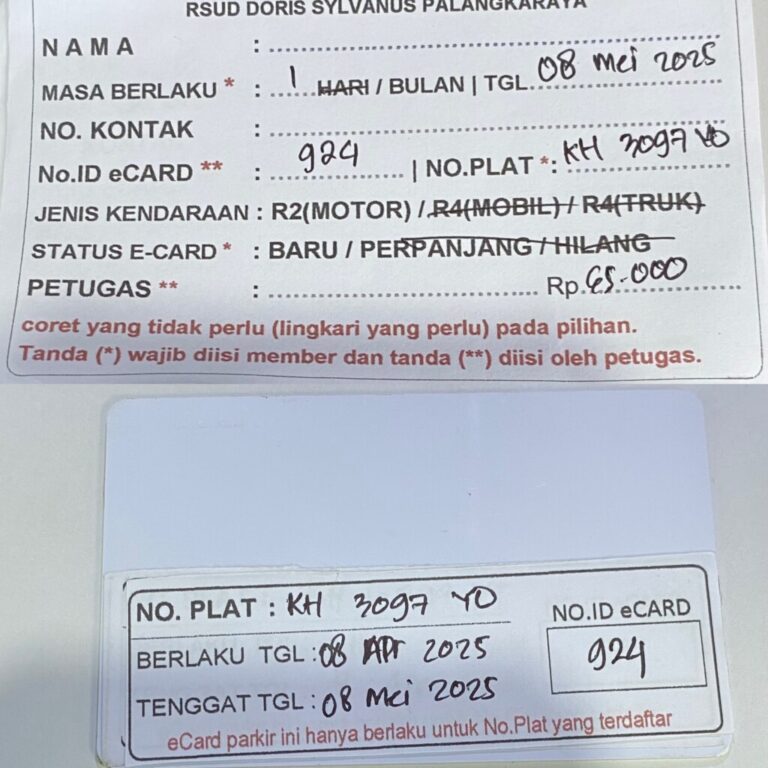 RSUD DORIS SYLVANUS PALANGKARAYA
NAMA :
MASA BERLAKU * : 1 HARI / BULAN | TGL. 08 Mei 2025
NO. KONTAK :
No.ID eCARD ** : 924 | NO.PLAT *: KH 3097 YO
JENIS KENDARAAN : R2(MOTOR) / R4(MOBIL) / R4(TRUK)
STATUS E-CARD * : BARU / PERPANJANG / HILANG
PETUGAS ** : Rp. 65.000
coret yang tidak perlu (lingkari yang perlu) pada pilihan.
Tanda (*) wajib diisi member dan tanda (**) diisi oleh petugas.
NO. PLAT : KH 3097 YO
BERLAKU TGL : 08 APr 2025
TENGGAT TGL : 08 Mei 2025
NO.ID eCARD
924
eCard parkir ini hanya berlaku untuk No.Plat yang terdaftar